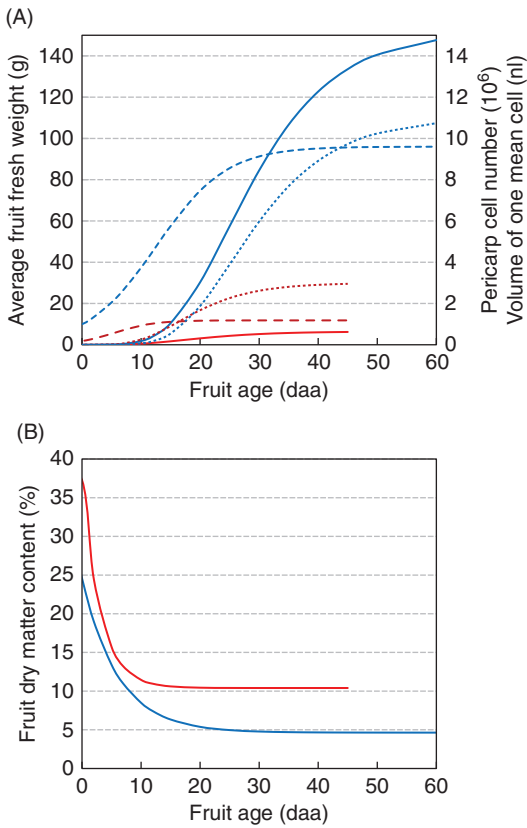 (A)
Average fruit fresh weight (g)
140
120
100
80
60
40
20
0
14
12
10
8
6
4
2
0
Pericarp cell number (10⁶)
Volume of one mean cell (nl)
0 10 20 30 40 50 60
Fruit age (daa)
(B)
Fruit dry matter content (%)
40
35
30
25
20
15
10
5
0
0 10 20 30 40 50 60
Fruit age (daa)